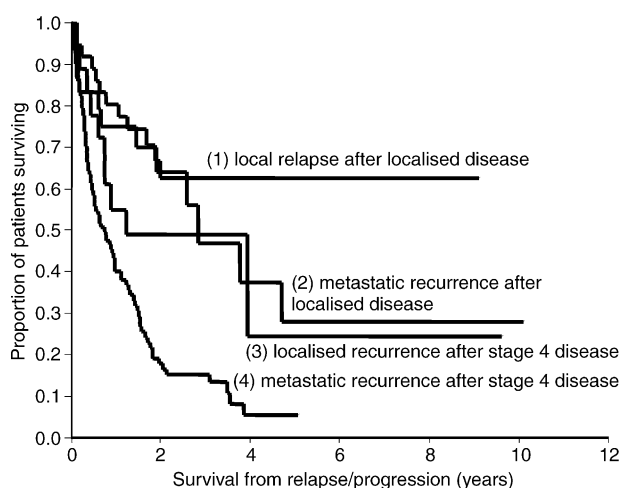 1.0
0.9
0.8
0.7
0.6
0.5
0.4
0.3
0.2
0.1
0.0
Proportion of patients surviving
(1) local relapse after localised disease
(2) metastatic recurrence after
localised disease
(3) localised recurrence after stage 4 disease
(4) metastatic recurrence after stage 4 disease
0 2 4 6 8 10 12
Survival from relapse/progression (years)